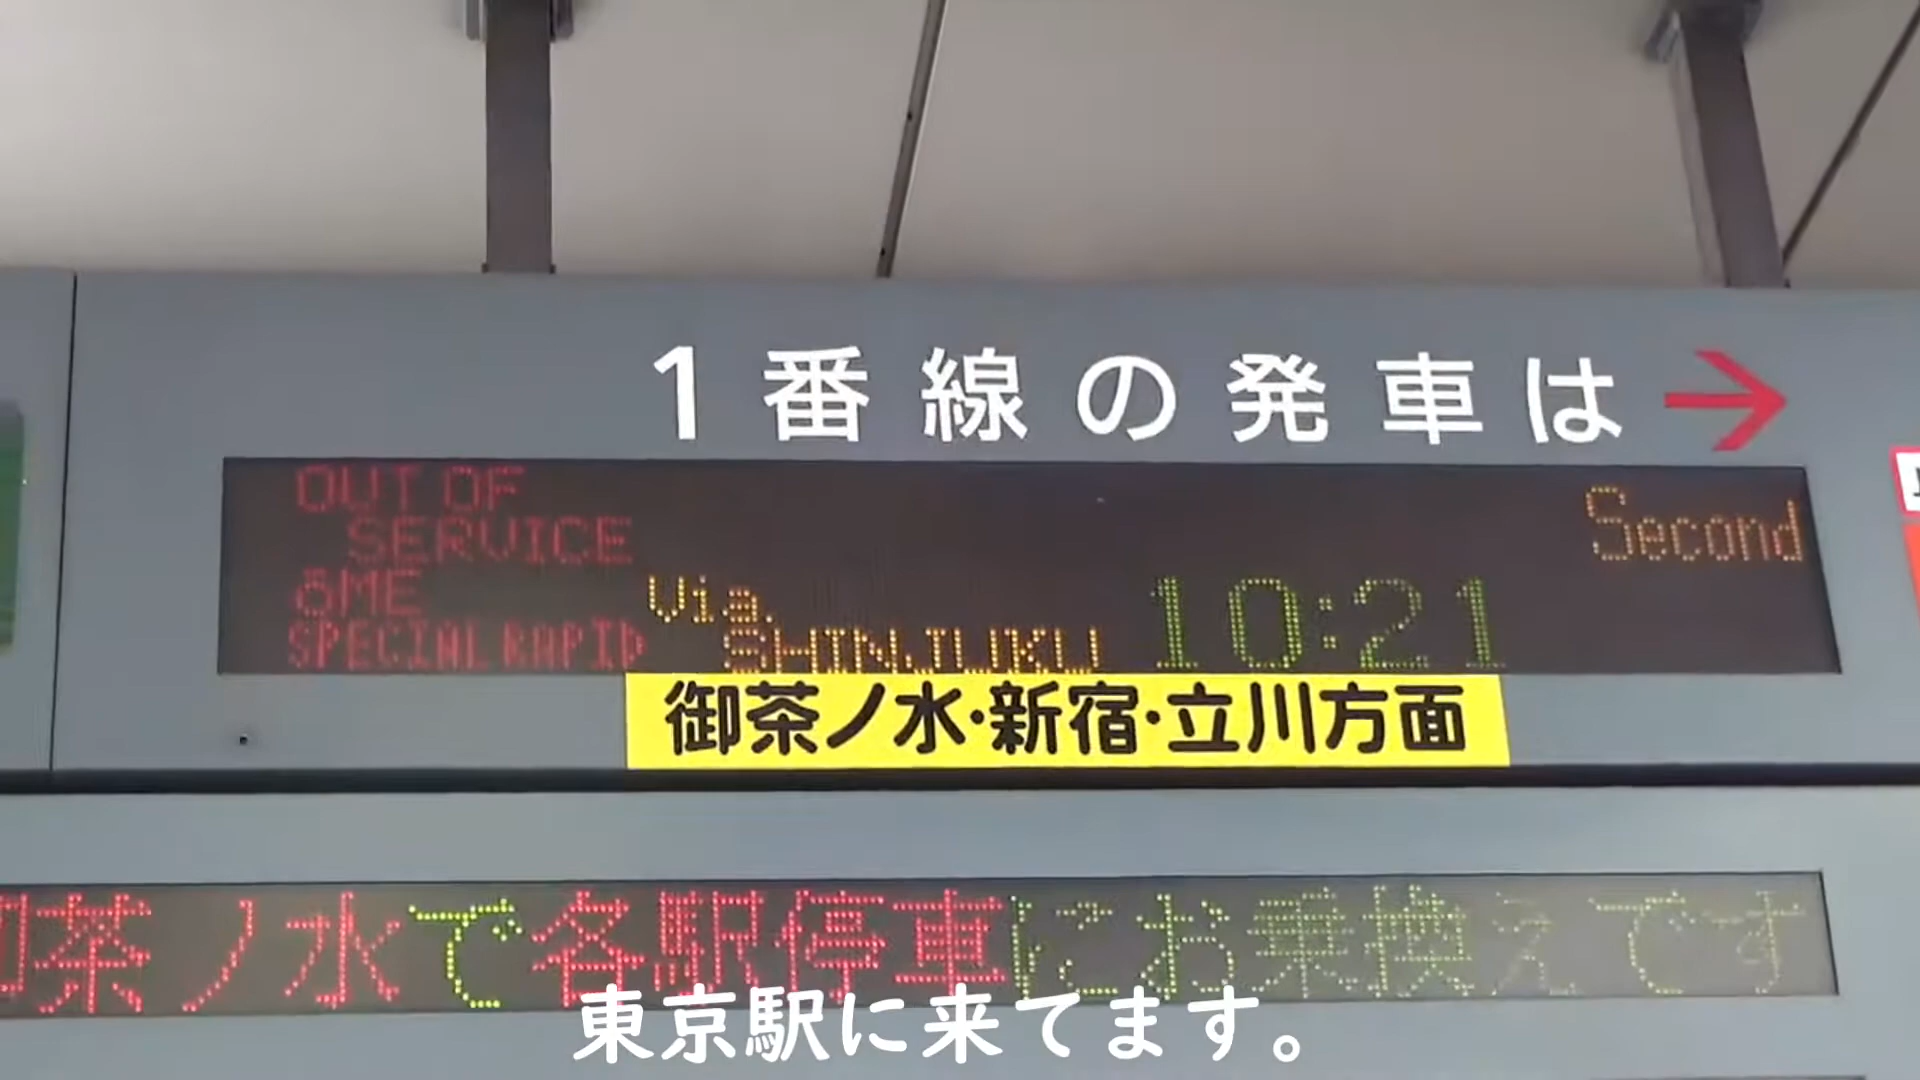 1番線の発車は→
OUT OF
SERVICE
Second
ōME
SPECIAL RAPID
Via.
SHINJUKU
10:21
御茶ノ水・新宿・立川方面
茶ノ水で各駅停車にお乗換えです
東京駅に来てます。